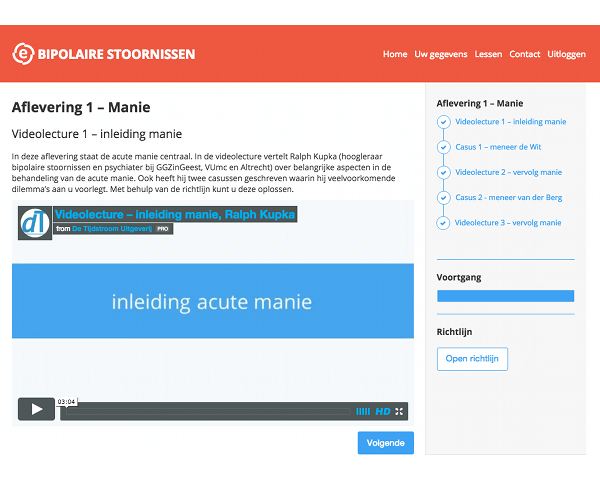 e BIPOLAIRE STOORNISSEN
Home Uw gegevens Lessen Contact Uitloggen
Aflevering 1 – Manie
Videolecture 1 – inleiding manie
In deze aflevering staat de acute manie centraal. In de videolecture vertelt Ralph Kupka (hoogleraar
bipolaire stoornissen en psychiater bij GGZinGeest, VUmc en Altrecht) over belangrijke aspecten in de
behandeling van de acute manie. Ook heeft hij twee casussen geschreven waarin hij veelvoorkomende
dilemma's aan u voorlegt. Met behulp van de richtlijn kunt u deze oplossen.
dT
Videolecture – inleiding manie, Ralph Kupka
from De Tijdstroom Uitgeverij PRO
inleiding acute manie
03:04
HD
Volgende
Aflevering 1 – Manie
Videolecture 1 – inleiding manie
Casus 1 – meneer de Wit
Videolecture 2 – vervolg manie
Casus 2 - meneer van der Berg
Videolecture 3 – vervolg manie
Voortgang
Richtlijn
Open richtlijn